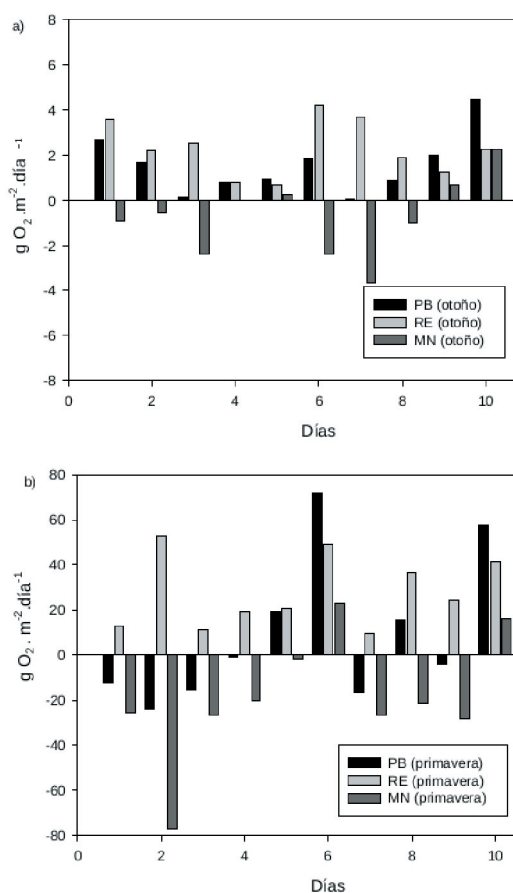 a)
8
6
4
2
0
-2
-4
-6
-8
g O₂ .m⁻².día ⁻¹
PB (otoño)
RE (otoño)
MN (otoño)
0 2 4 6 8 10
Días
b)
80
60
40
20
0
-20
-40
-60
-80
g O₂ . m⁻².día⁻¹
PB (primavera)
RE (primavera)
MN (primavera)
0 2 4 6 8 10
Días